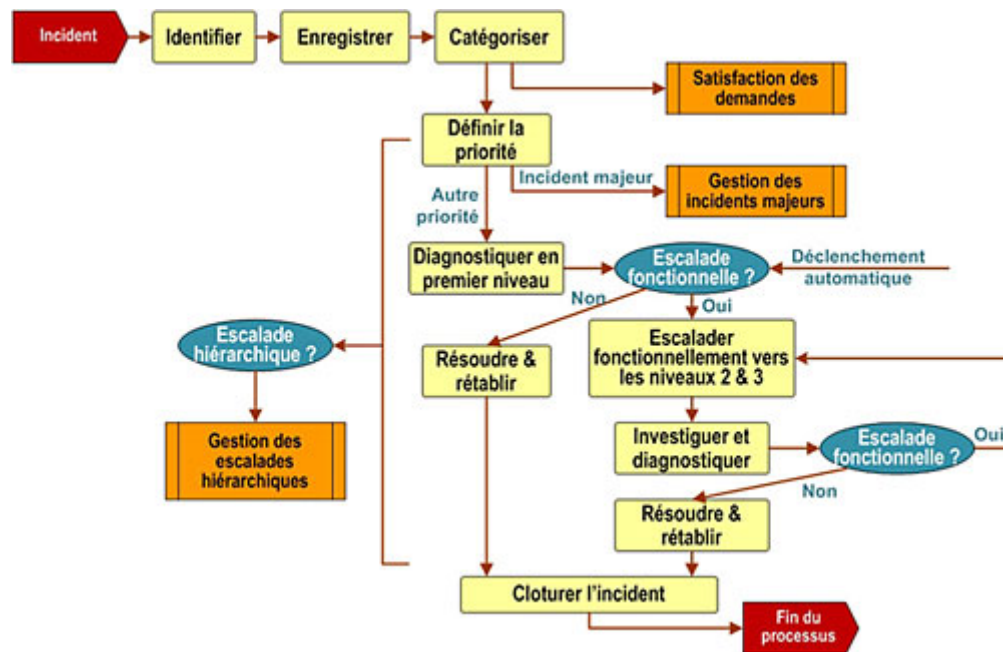 Incident
Identifier
Enregistrer
Catégoriser
Satisfaction des
demandes
Définir la
priorité
Incident majeur
Gestion des
incidents majeurs
Autre
priorité
Diagnostiquer en
premier niveau
Escalade
fonctionnelle ?
Déclenchement
automatique
Non
Oui
Escalade
hiérarchique ?
Résoudre &
rétablir
Escalader
fonctionnellement vers
les niveaux 2 & 3
Gestion des
escalades
hiérarchiques
Investiguer et
diagnostiquer
Escalade
fonctionnelle ?
Oui
Non
Résoudre &
rétablir
Cloturer l'incident
Fin du
processus